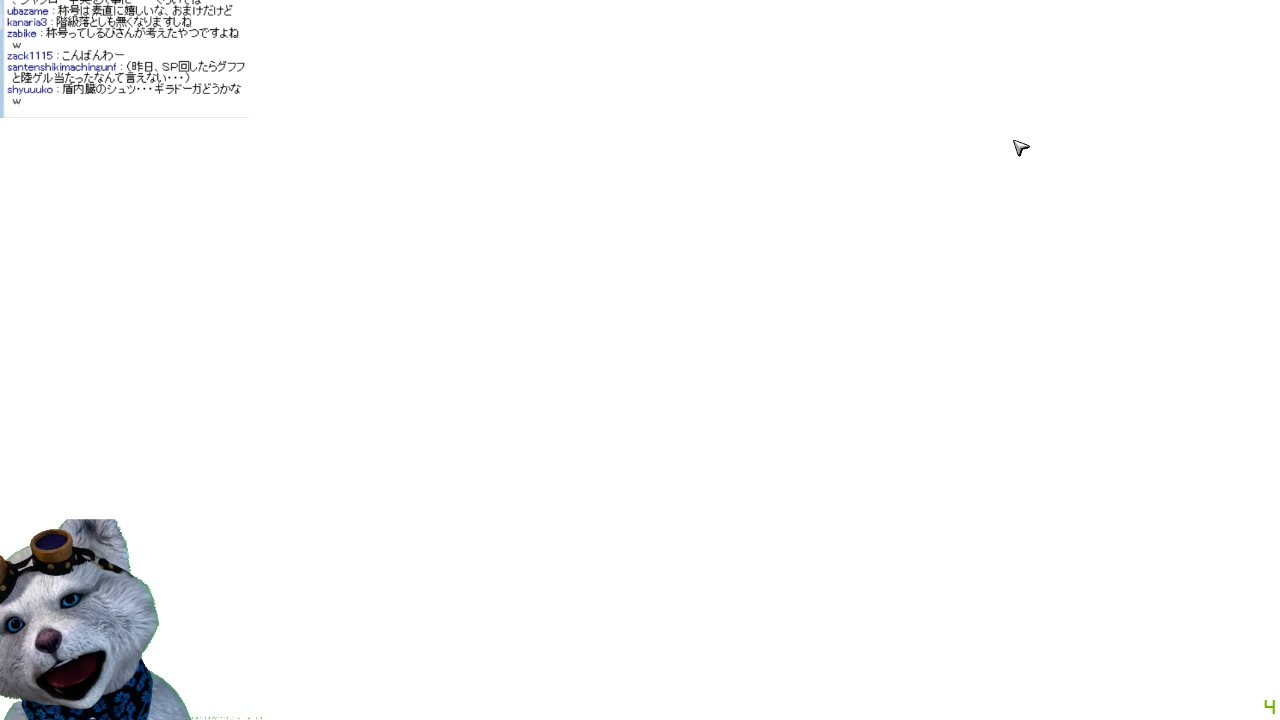 ubazame：称号は素直に嬉しいな、おまけだけど
kanaria3：階級落としも無くなりますしね
zabike：称号ってしるびさんが考えたやつですよね
w
zack1115：こんばんわー
santenshikimachingunf：（昨日、SP回したらグフフ
と陸ゲル当たったなんて言えない・・・）
shyuuuko：盾内臓のシュツ・・・ギラドーガどうかな
w
4